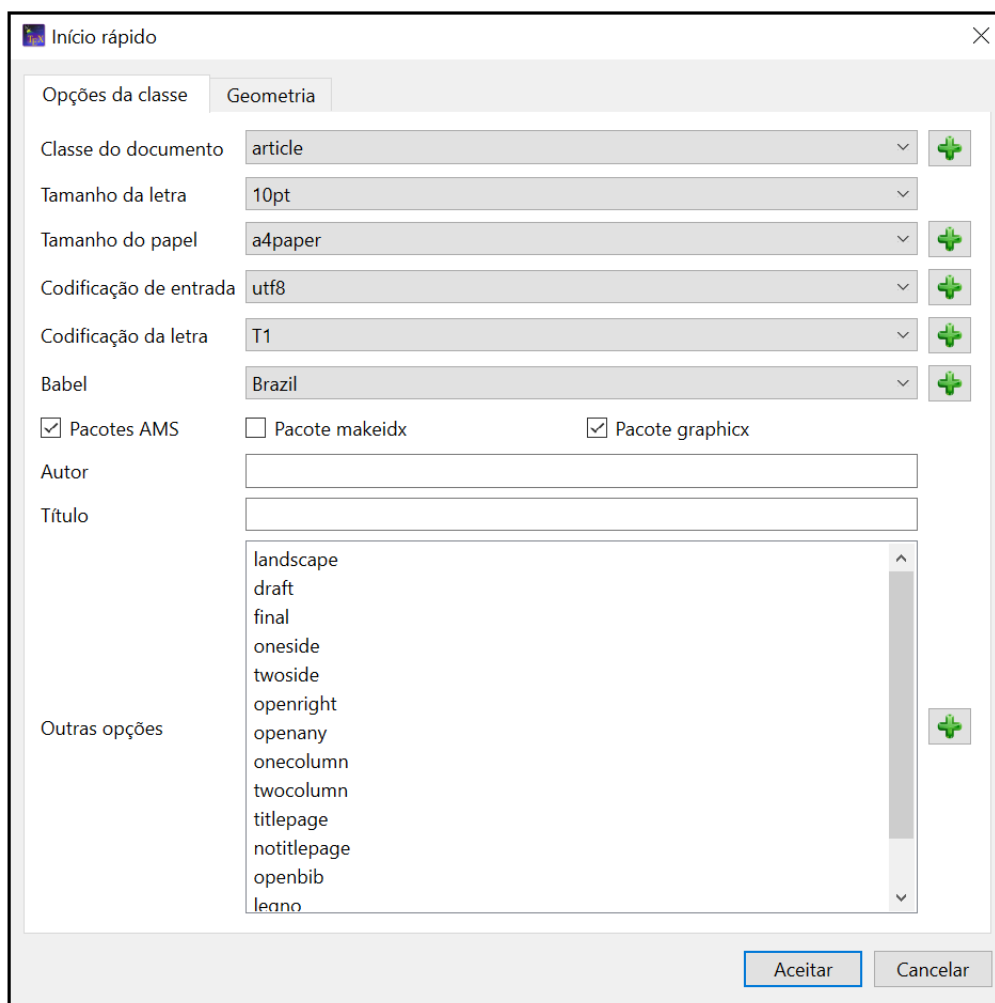 Início rápido
Opções da classe Geometria
Classe do documento article
Tamanho da letra 10pt
Tamanho do papel a4paper
Codificação de entrada utf8
Codificação da letra T1
Babel Brazil
Pacotes AMS Pacote makeidx Pacote graphicx
Autor
Título
landscape
draft
final
oneside
twoside
openright
Outras opções openany
onecolumn
twocolumn
titlepage
notitlepage
openbib
leqno
Aceitar Cancelar